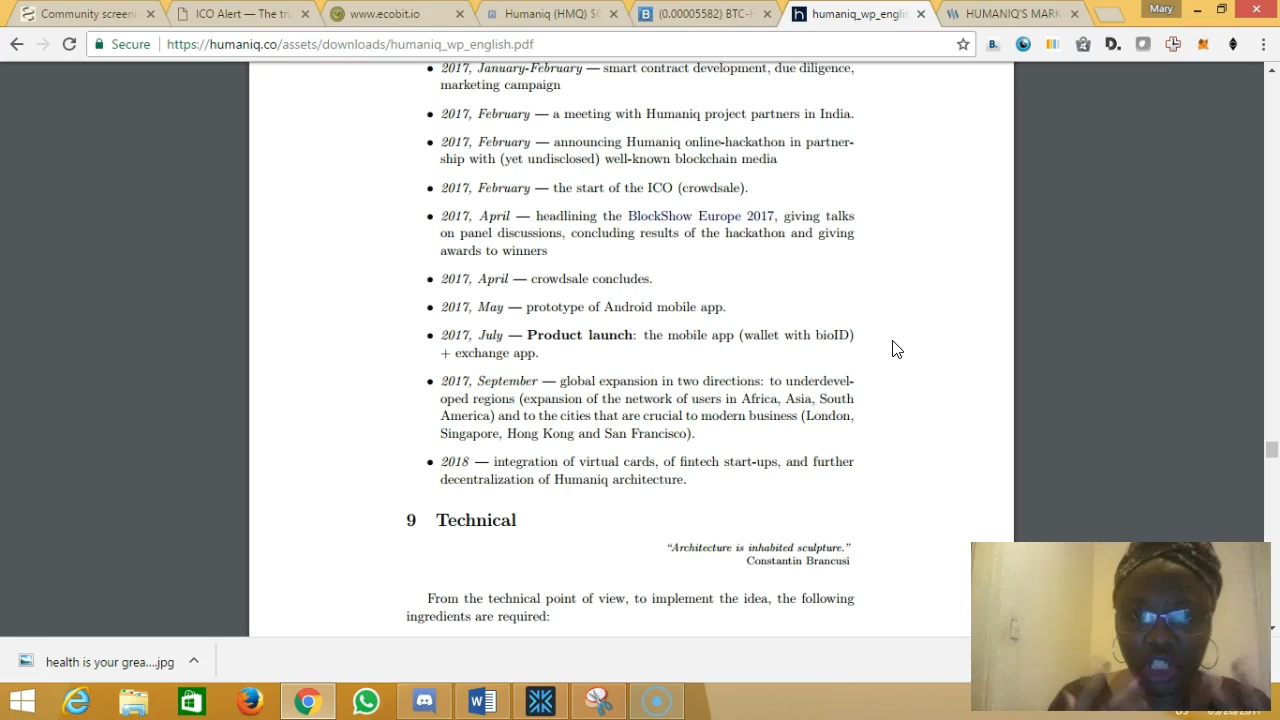 Community screeni
ICO Alert — The tru
www.ecobit.io
Humaniq (HMQ) $0
(0.00005582) BTC-H
humaniq_wp_englis
HUMANIQ'S MARK
Mary
Secure
https://humaniq.co/assets/downloads/humaniq_wp_english.pdf
• 2017, January-February — smart contract development, due diligence,
marketing campaign
• 2017, February — a meeting with Humaniq project partners in India.
• 2017, February — announcing Humaniq online-hackathon in partner-
ship with (yet undisclosed) well-known blockchain media
• 2017, February — the start of the ICO (crowdsale).
• 2017, April — headlining the BlockShow Europe 2017, giving talks
on panel discussions, concluding results of the hackathon and giving
awards to winners
• 2017, April — crowdsale concludes.
• 2017, May — prototype of Android mobile app.
• 2017, July — Product launch: the mobile app (wallet with bioID)
+ exchange app.
• 2017, September — global expansion in two directions: to underdevel-
oped regions (expansion of the network of users in Africa, Asia, South
America) and to the cities that are crucial to modern business (London,
Singapore, Hong Kong and San Francisco).
• 2018 — integration of virtual cards, of fintech start-ups, and further
decentralization of Humaniq architecture.
9 Technical
"Architecture is inhabited sculpture."
Constantin Brancusi
From the technical point of view, to implement the idea, the following
ingredients are required:
health is your grea....jpg